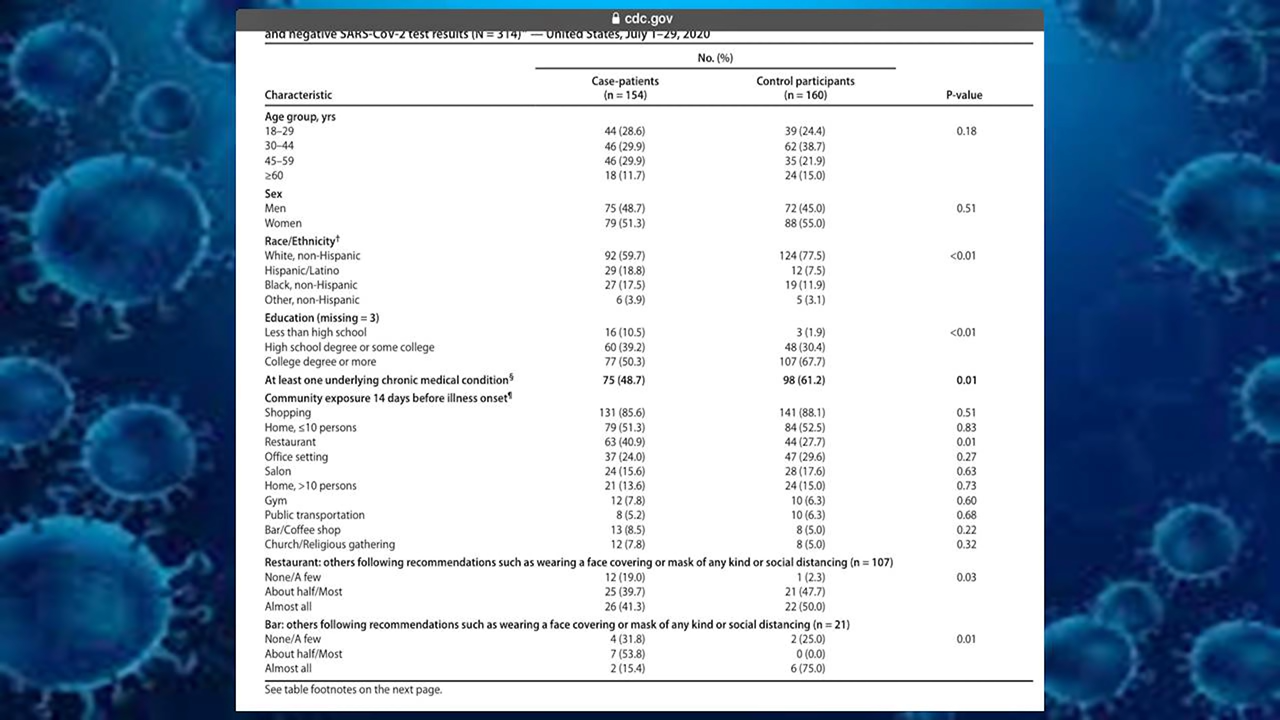 cdc.gov
and negative SARS-CoV-2 test results (N = 314)* — United States, July 1–29, 2020
No. (%)
Case-patients Control participants
Characteristic (n = 154) (n = 160) P-value
Age group, yrs
18–29 44 (28.6) 39 (24.4) 0.18
30–44 46 (29.9) 62 (38.7)
45–59 46 (29.9) 35 (21.9)
≥60 18 (11.7) 24 (15.0)
Sex
Men 75 (48.7) 72 (45.0) 0.51
Women 79 (51.3) 88 (55.0)
Race/Ethnicity†
White, non-Hispanic 92 (59.7) 124 (77.5) <0.01
Hispanic/Latino 29 (18.8) 12 (7.5)
Black, non-Hispanic 27 (17.5) 19 (11.9)
Other, non-Hispanic 6 (3.9) 5 (3.1)
Education (missing = 3)
Less than high school 16 (10.5) 3 (1.9) <0.01
High school degree or some college 60 (39.2) 48 (30.4)
College degree or more 77 (50.3) 107 (67.7)
At least one underlying chronic medical condition§ 75 (48.7) 98 (61.2) 0.01
Community exposure 14 days before illness onset¶
Shopping 131 (85.6) 141 (88.1) 0.51
Home, ≤10 persons 79 (51.3) 84 (52.5) 0.83
Restaurant 63 (40.9) 44 (27.7) 0.01
Office setting 37 (24.0) 47 (29.6) 0.27
Salon 24 (15.6) 28 (17.6) 0.63
Home, >10 persons 21 (13.6) 24 (15.0) 0.73
Gym 12 (7.8) 10 (6.3) 0.60
Public transportation 8 (5.2) 10 (6.3) 0.68
Bar/Coffee shop 13 (8.5) 8 (5.0) 0.22
Church/Religious gathering 12 (7.8) 8 (5.0) 0.32
Restaurant: others following recommendations such as wearing a face covering or mask of any kind or social distancing (n = 107)
None/A few 12 (19.0) 1 (2.3) 0.03
About half/Most 25 (39.7) 21 (47.7)
Almost all 26 (41.3) 22 (50.0)
Bar: others following recommendations such as wearing a face covering or mask of any kind or social distancing (n = 21)
None/A few 4 (31.8) 2 (25.0) 0.01
About half/Most 7 (53.8) 0 (0.0)
Almost all 2 (15.4) 6 (75.0)
See table footnotes on the next page.